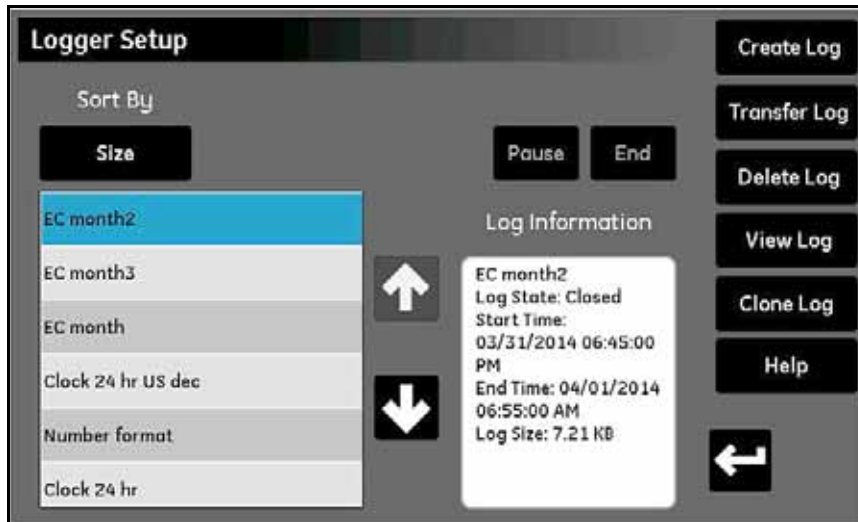 Logger Setup
Sort By
Size
EC month2
EC month3
EC month
Clock 24 hr US dec
Number format
Clock 24 hr
Pause
End
Log Information
EC month2
Log State: Closed
Start Time:
03/31/2014 06:45:00
PM
End Time: 04/01/2014
06:55:00 AM
Log Size: 7.21 KB
Create Log
Transfer Log
Delete Log
View Log
Clone Log
Help